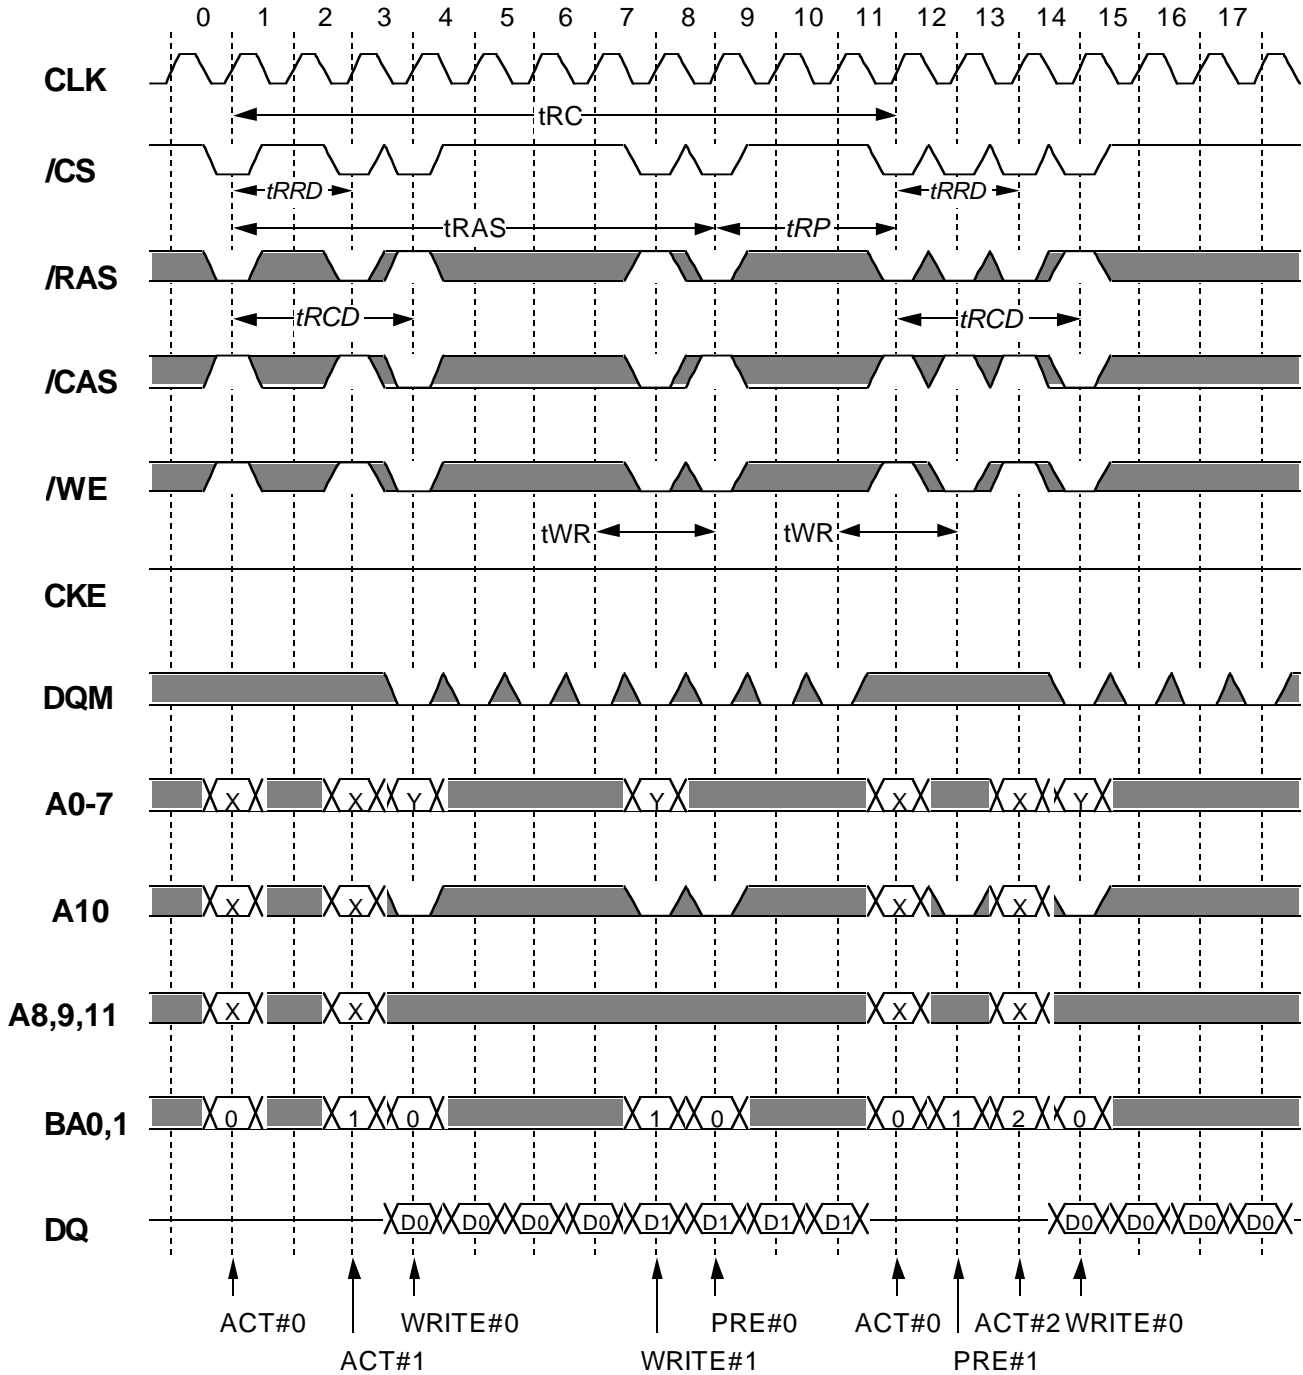 0 1 2 3 4 5 6 7 8 9 10 11 12 13 14 15 16 17
CLK
tRC
/CS
tRRD tRRD
tRAS tRP
/RAS
tRCD tRCD
/CAS
/WE
tWR tWR
CKE
DQM
A0-7 X X Y Y X X Y
A10 X X X X
A8,9,11 X X X X
BA0,1 0 1 0 1 0 0 1 2 0
DQ D0 D0 D0 D0 D1 D1 D1 D1 D0 D0 D0 D0
ACT#0 WRITE#0 PRE#0 ACT#0 ACT#2 WRITE#0
ACT#1 WRITE#1 PRE#1